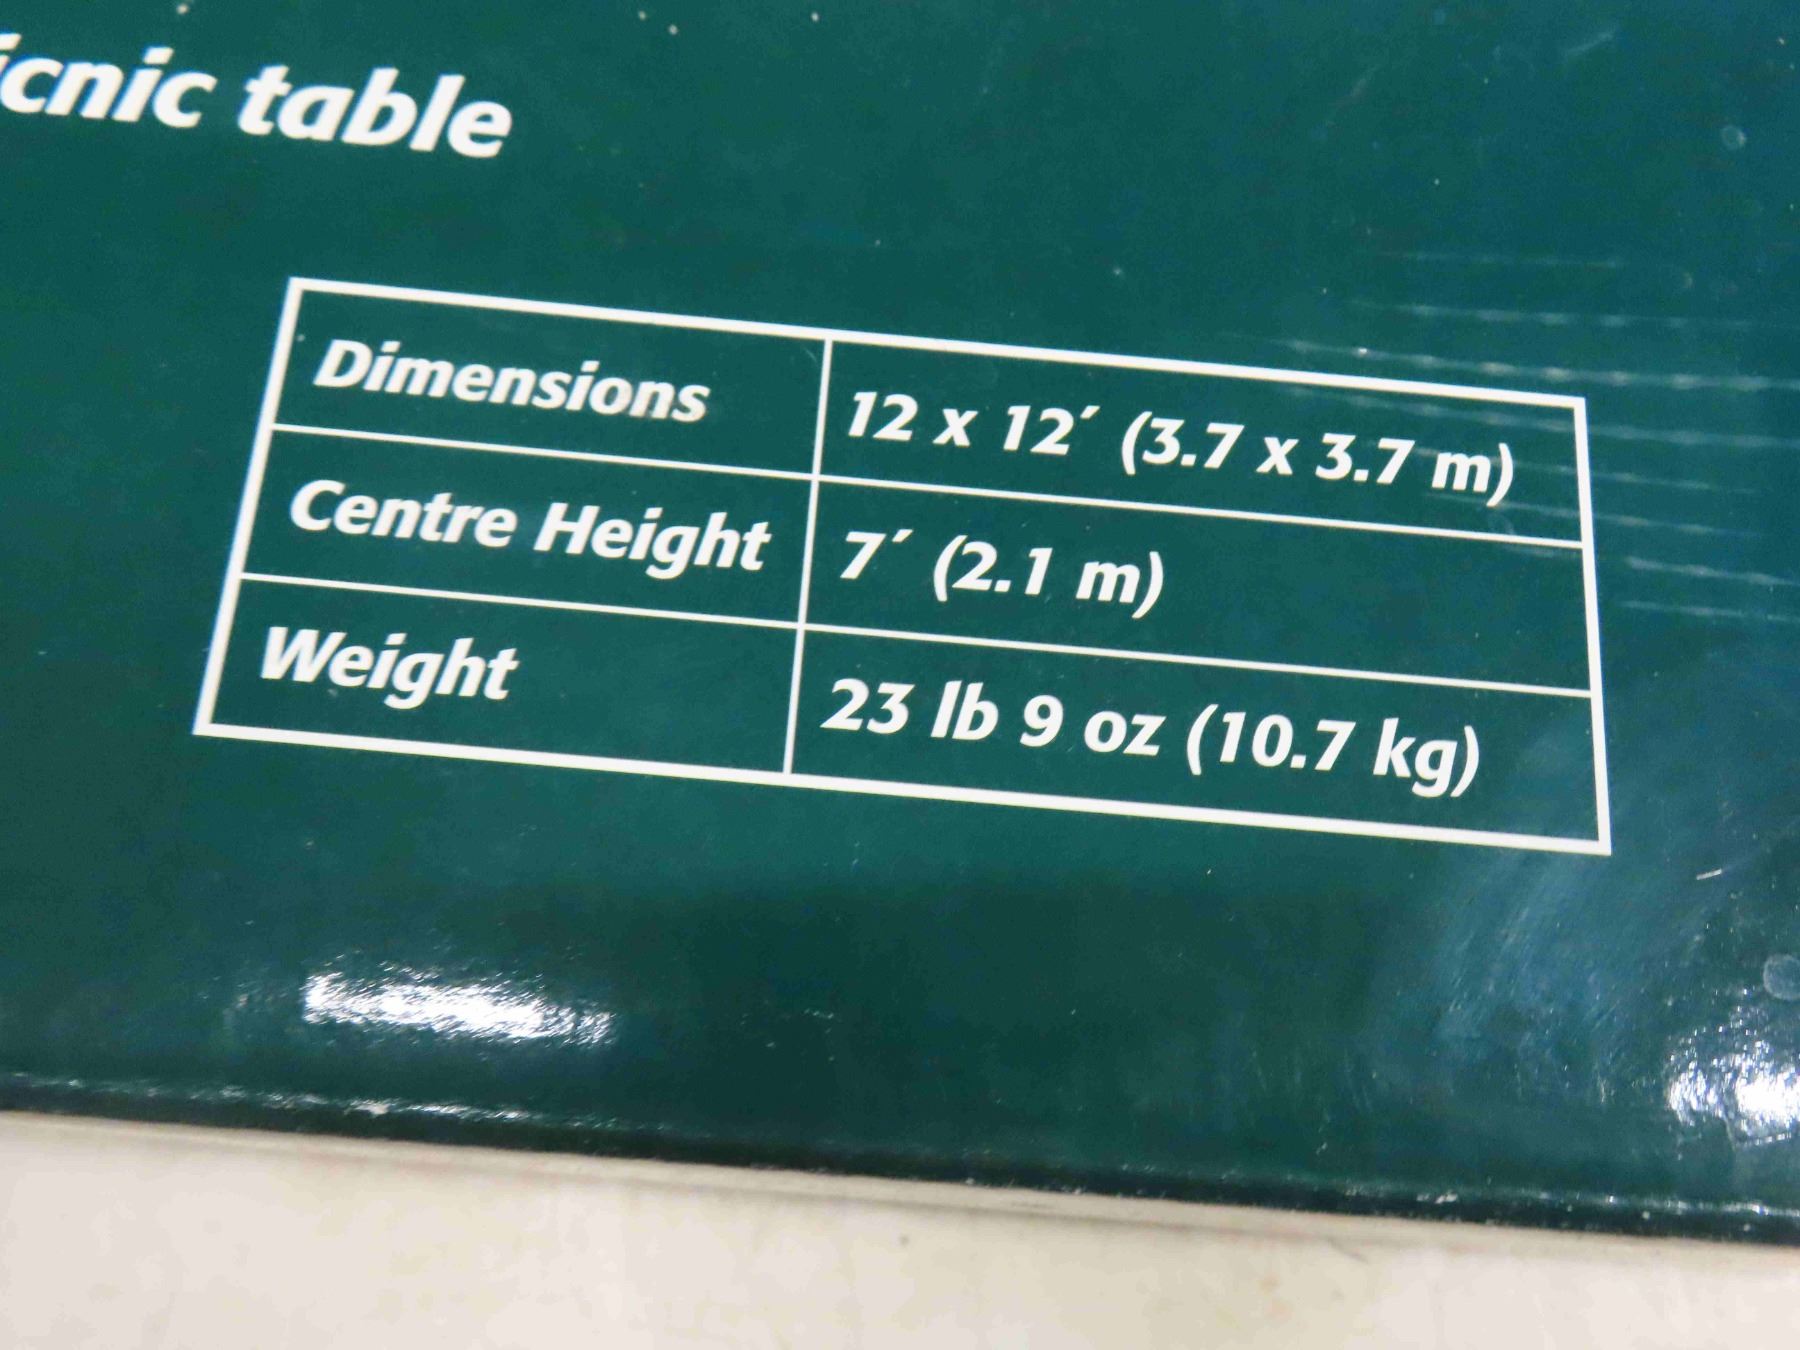 icnic table
Dimensions 12 x 12′ (3.7 x 3.7 m)
Centre Height 7′ (2.1 m)
Weight 23 lb 9 oz (10.7 kg)